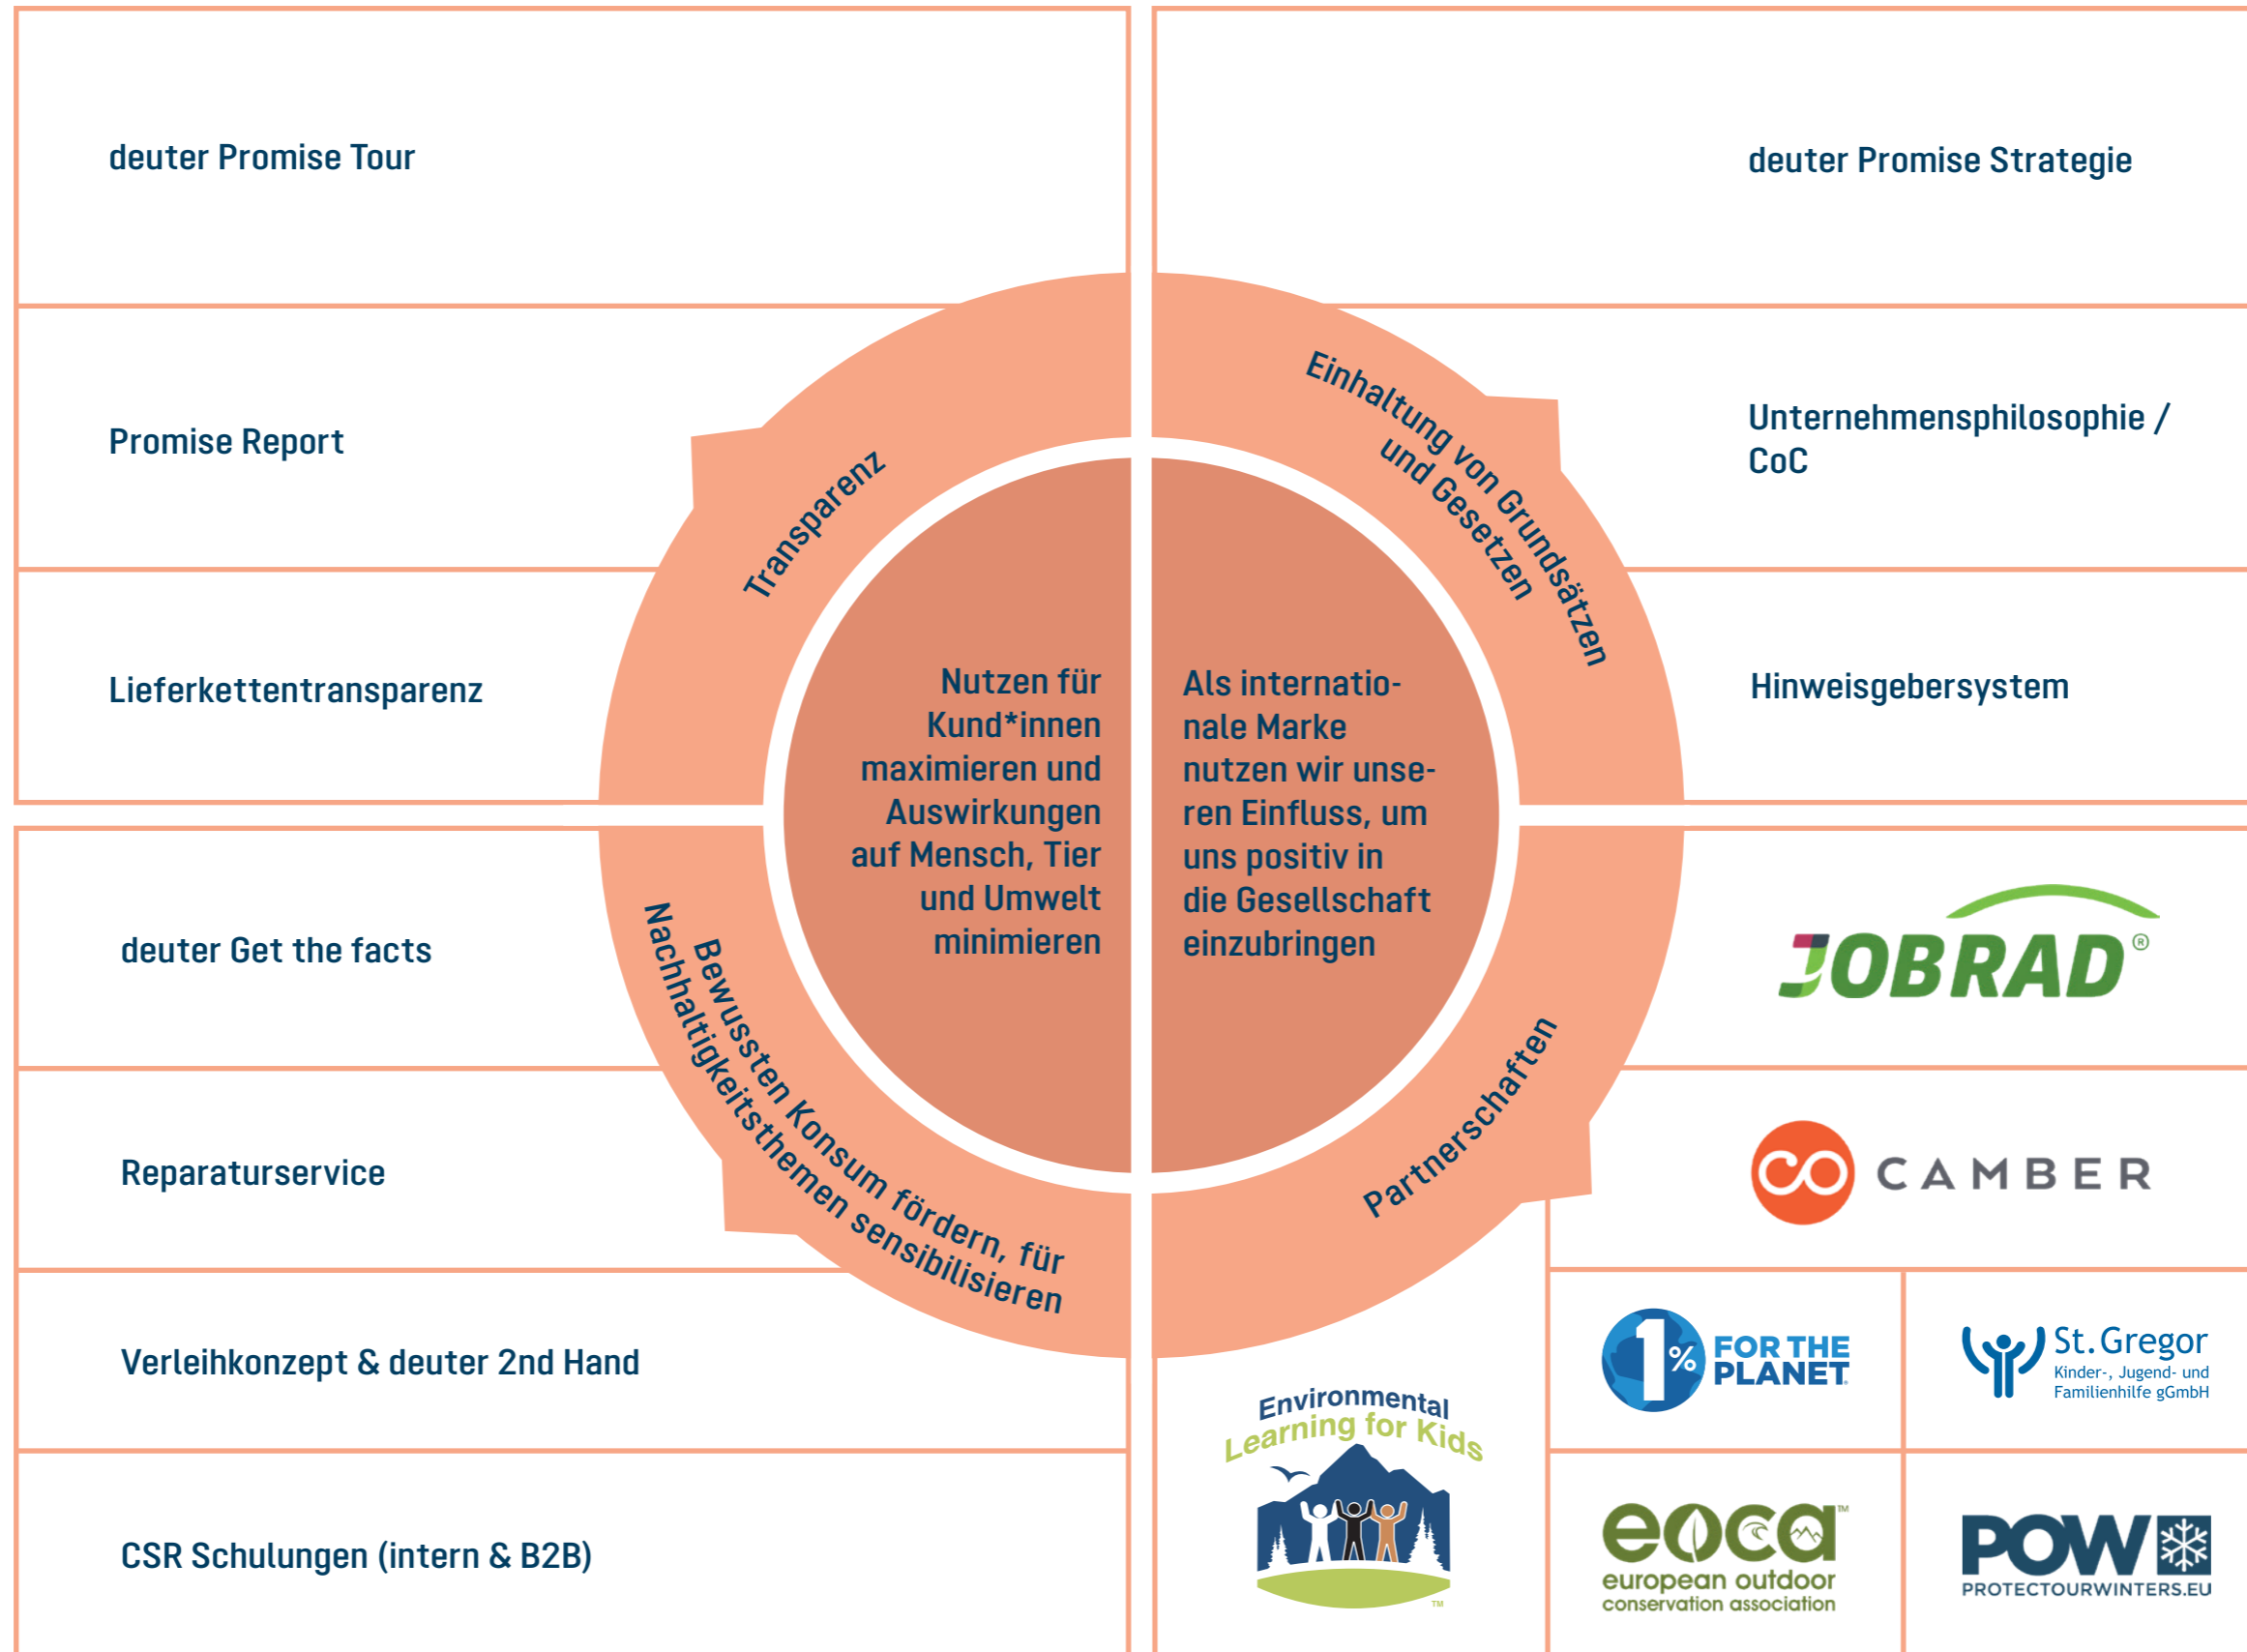 deuter Promise Tour
Promise Report
Lieferkettentransparenz
Transparenz
deuter Promise Strategie
Unternehmensphilosophie /
CoC
Hinweisgebersystem
Einhaltung von Grundsätzen
und Gesetzen
Nutzen für
Kund*innen
maximieren und
Auswirkungen
auf Mensch, Tier
und Umwelt
minimieren
Als internatio-
nale Marke
nutzen wir unse-
ren Einfluss, um
uns positiv in
die Gesellschaft
einzubringen
deuter Get the facts
Reparaturservice
Verleihkonzept & deuter 2nd Hand
CSR Schulungen (intern & B2B)
Bewussten Konsum fördern, für
Nachhaltigkeitsthemen sensibilisieren
Partnerschaften
JOBRAD®
CO CAMBER
1% FOR THE
PLANET.
St. Gregor
Kinder-, Jugend- und
Familienhilfe gGmbH
Environmental
Learning for Kids
TM
eoca™
european outdoor
conservation association
POW
PROTECTOURWINTERS.EU